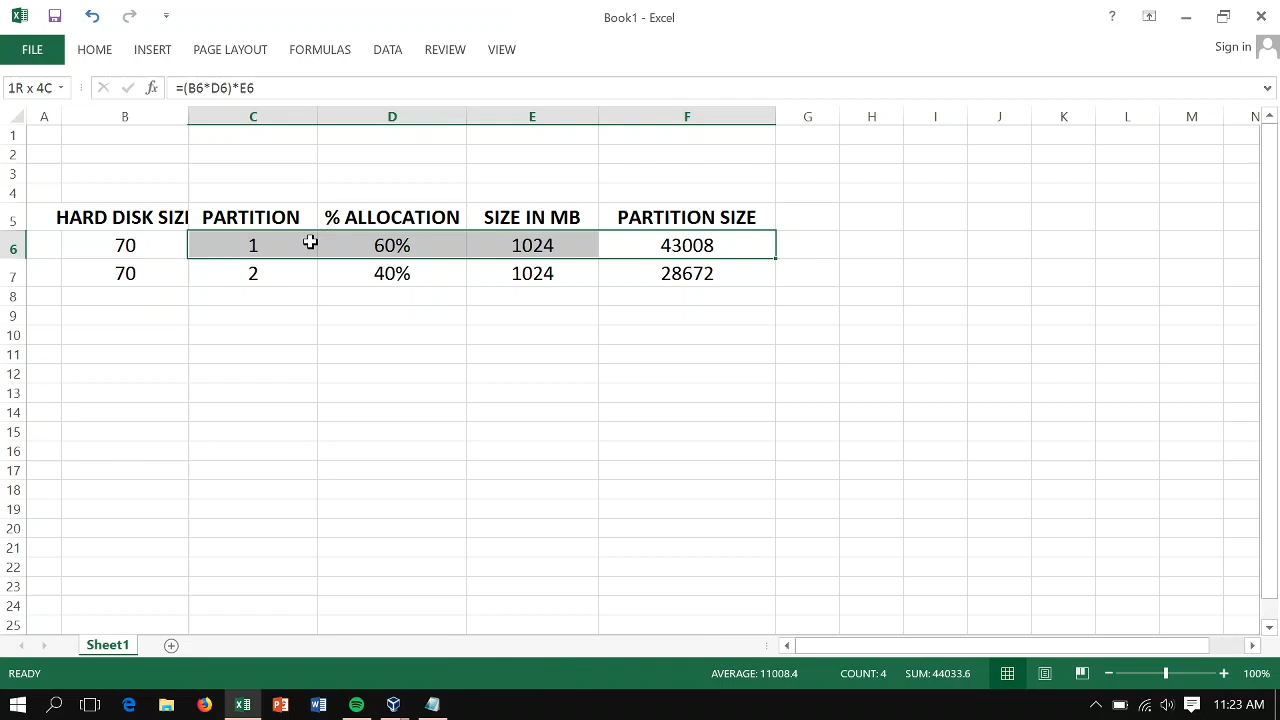 Book1 - Excel
?
FILE HOME INSERT PAGE LAYOUT FORMULAS DATA REVIEW VIEW
Sign in
1R x 4C fx =(B6*D6)*E6
A B C D E F G H I J K L M N
1
2
3
4
5 HARD DISK SIZE PARTITION % ALLOCATION SIZE IN MB PARTITION SIZE
6 70 1 60% 1024 43008
7 70 2 40% 1024 28672
8
9
10
11
12
13
14
15
16
17
18
19
20
21
22
23
24
25
Sheet1
READY AVERAGE: 11008.4 COUNT: 4 SUM: 44033.6 100%
11:23 AM